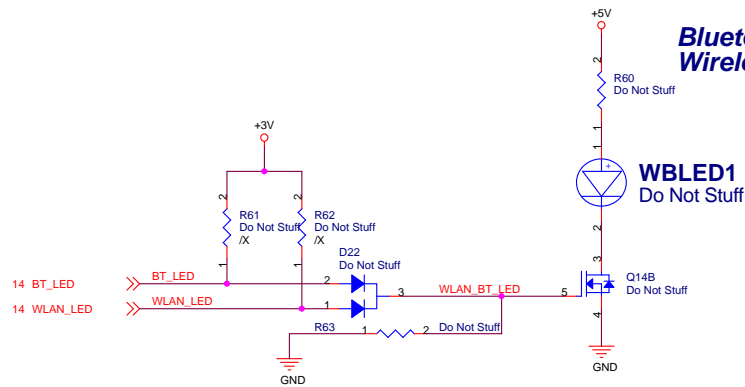 +5V
Bluet
Wirele
2
R60
Do Not Stuff
1
+3V
1
+
WBLED1
Do Not Stuff
2
2
2
R61
Do Not Stuff
/X
R62
Do Not Stuff
/X
3
1
1
D22
Do Not Stuff
Q14B
Do Not Stuff
14 BT_LED
BT_LED
2
3
WLAN_BT_LED
5
14 WLAN_LED
WLAN_LED
1
4
R63
1
2
Do Not Stuff
GND
GND